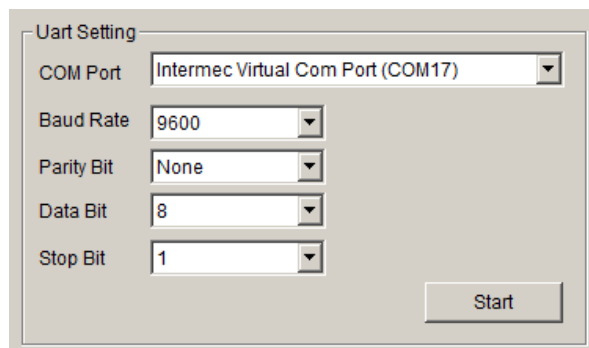 Uart Setting
COM Port Intermec Virtual Com Port (COM17)
Baud Rate 9600
Parity Bit None
Data Bit 8
Stop Bit 1
Start